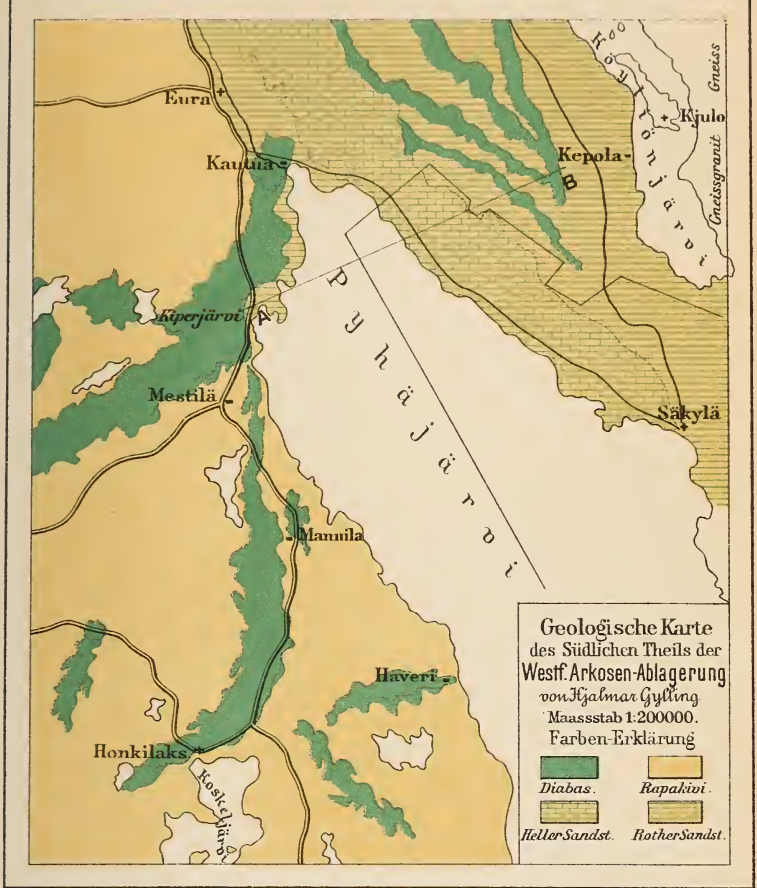 Köyliönjärvi
Gneissgranit Gneiss
Eura
Kjulo
Kauttua
Kepola
B
Pyhäjärvi
Kiperjärvi
A
Mestilä
Säkylä
Mannila
Haveri
Honkilaks
Koskeljärvi
Geologische Karte
des Südlichen Theils der
Westf. Arkosen-Ablagerung
von Hjalmar Gylling
Maassstab 1:200000.
Farben-Erklärung
Diabas. Rapakivi.
Heller Sandst. Rother Sandst.